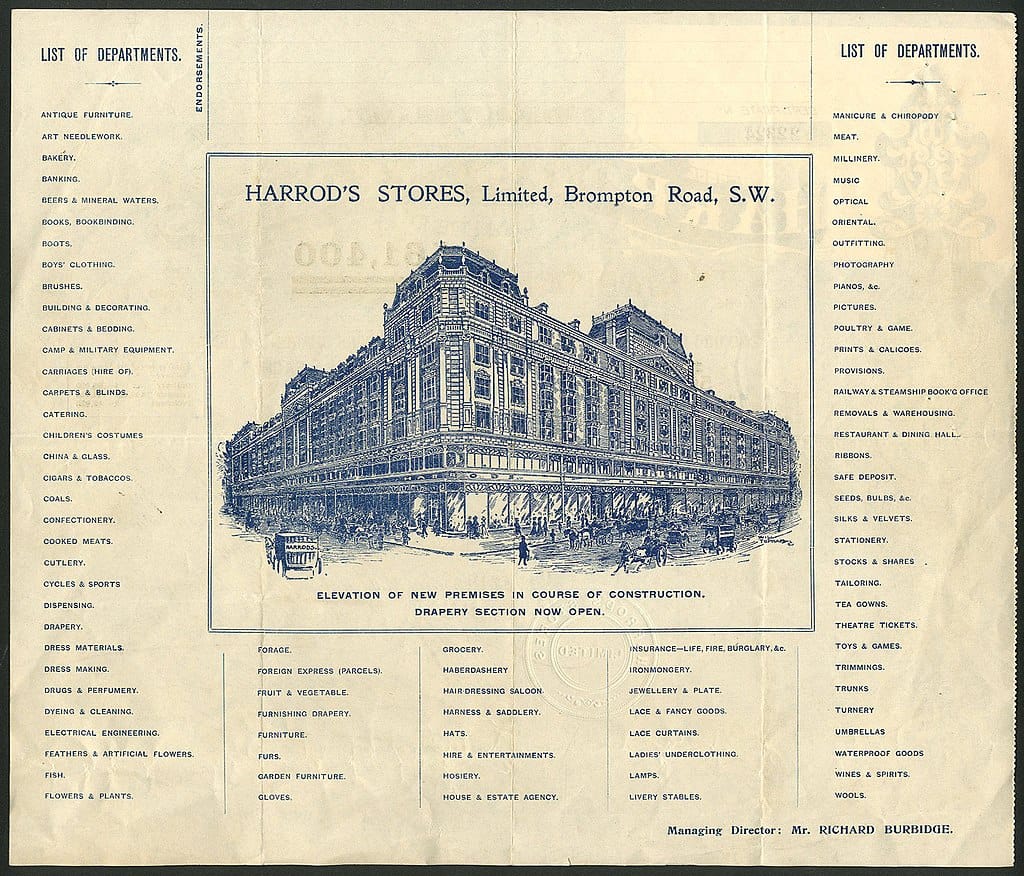 LIST OF DEPARTMENTS.
ANTIQUE FURNITURE.
ART NEEDLEWORK.
BAKERY.
BANKING.
BEERS & MINERAL WATERS.
BOOKS, BOOKBINDING.
BOOTS.
BOYS' CLOTHING.
BRUSHES.
BUILDING & DECORATING.
CABINETS & BEDDING.
CAMP & MILITARY EQUIPMENT.
CARRIAGES (HIRE OF).
CARPETS & BLINDS.
CATERING.
CHILDREN'S COSTUMES
CHINA & GLASS.
CIGARS & TOBACCOS.
COALS.
CONFECTIONERY.
COOKED MEATS.
CUTLERY.
CYCLES & SPORTS
DISPENSING.
DRAPERY.
DRESS MATERIALS.
DRESS MAKING.
DRUGS & PERFUMERY.
DYEING & CLEANING.
ELECTRICAL ENGINEERING.
FEATHERS & ARTIFICIAL FLOWERS.
FISH.
FLOWERS & PLANTS.
ENDORSEMENTS.
HARROD'S STORES, Limited, Brompton Road, S.W.
£1,400
HARRODS.
ELEVATION OF NEW PREMISES IN COURSE OF CONSTRUCTION.
DRAPERY SECTION NOW OPEN.
LIMITED
FORAGE.
FOREIGN EXPRESS (PARCELS).
FRUIT & VEGETABLE.
FURNISHING DRAPERY.
FURNITURE.
FURS.
GARDEN FURNITURE.
GLOVES.
GROCERY.
HABERDASHERY
HAIR-DRESSING SALOON.
HARNESS & SADDLERY.
HATS.
HIRE & ENTERTAINMENTS.
HOSIERY.
HOUSE & ESTATE AGENCY.
INSURANCE—LIFE, FIRE, BURGLARY, &c.
IRONMONGERY.
JEWELLERY & PLATE.
LACE & FANCY GOODS.
LACE CURTAINS.
LADIES' UNDERCLOTHING.
LAMPS.
LIVERY STABLES.
LIST OF DEPARTMENTS.
MANICURE & CHIROPODY
MEAT.
MILLINERY.
MUSIC
OPTICAL
ORIENTAL.
OUTFITTING.
PHOTOGRAPHY
PIANOS, &c.
PICTURES.
POULTRY & GAME.
PRINTS & CALICOES.
PROVISIONS.
RAILWAY & STEAMSHIP BOOK'G OFFICE
REMOVALS & WAREHOUSING.
RESTAURANT & DINING HALL.
RIBBONS.
SAFE DEPOSIT.
SEEDS, BULBS, &c.
SILKS & VELVETS.
STATIONERY.
STOCKS & SHARES
TAILORING.
TEA GOWNS.
THEATRE TICKETS.
TOYS & GAMES.
TRIMMINGS.
TRUNKS
TURNERY
UMBRELLAS
WATERPROOF GOODS
WINES & SPIRITS.
WOOLS.
Managing Director: Mr. RICHARD BURBIDGE.